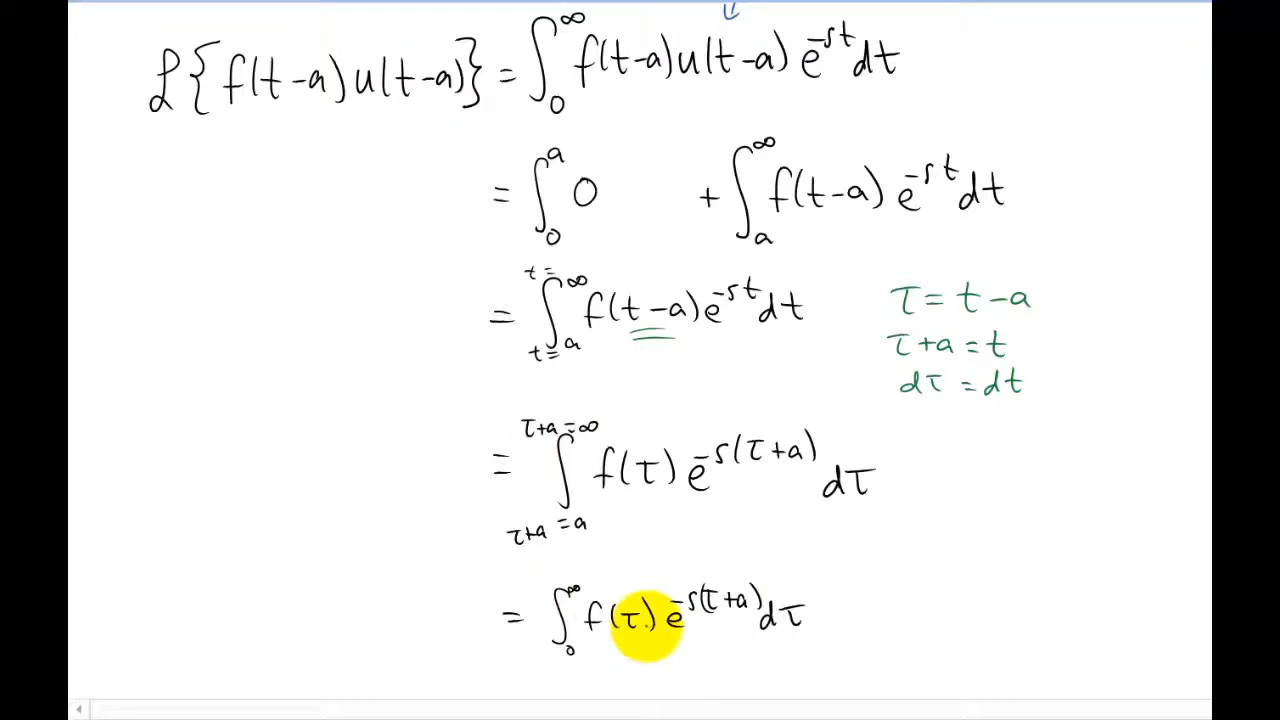 ℒ{f(t-a)u(t-a)} = ∫₀^∞ f(t-a)u(t-a) e^{-st}dt
= ∫₀^a 0 + ∫ₐ^∞ f(t-a) e^{-st}dt
= ∫_{t=a}^{t=∞} f(t-a)e^{-st}dt
τ = t-a
τ+a = t
dτ = dt
= ∫_{τ+a=a}^{τ+a=∞} f(τ) e^{-s(τ+a)} dτ
= ∫₀^∞ f(τ) e^{-s(τ+a)}dτ